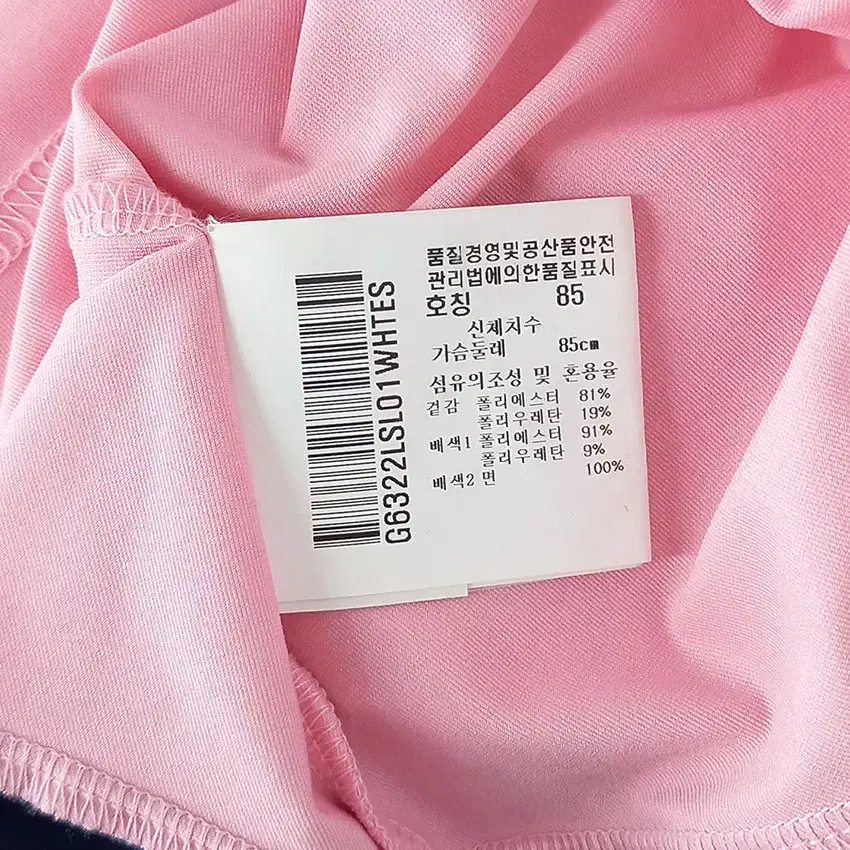 품질경영및공산품안전
관리법에의한품질표시
호칭 85
신체치수
가슴둘레 85cm
섬유의조성 및 혼용율
겉감 폴리에스터 81%
폴리우레탄 19%
배색1 폴리에스터 91%
폴리우레탄 9%
배색2 면 100%
G6322LSL01WHTES